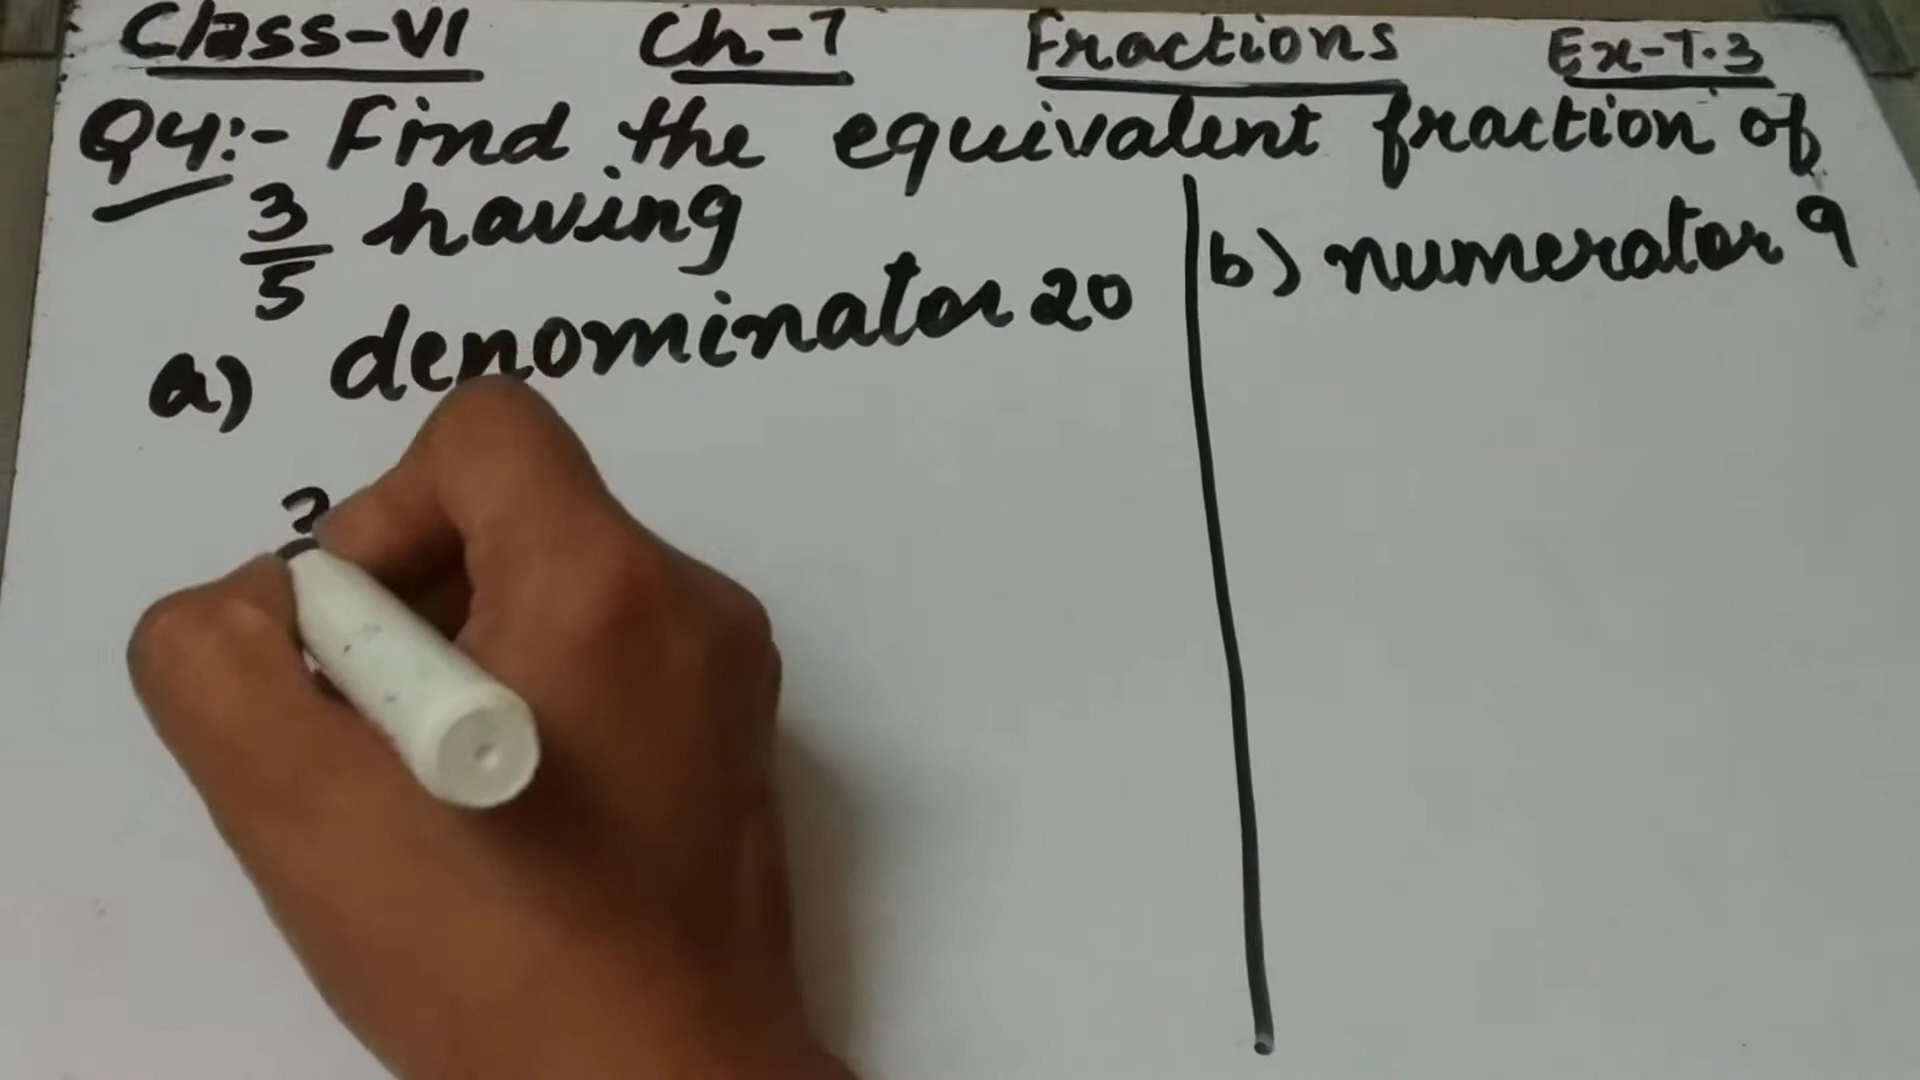 Class-VI Ch-7 Fractions Ex-7.3
Q4:- Find the equivalent fraction of
3/5 having
a) denominator 20
b) numerator 9
3